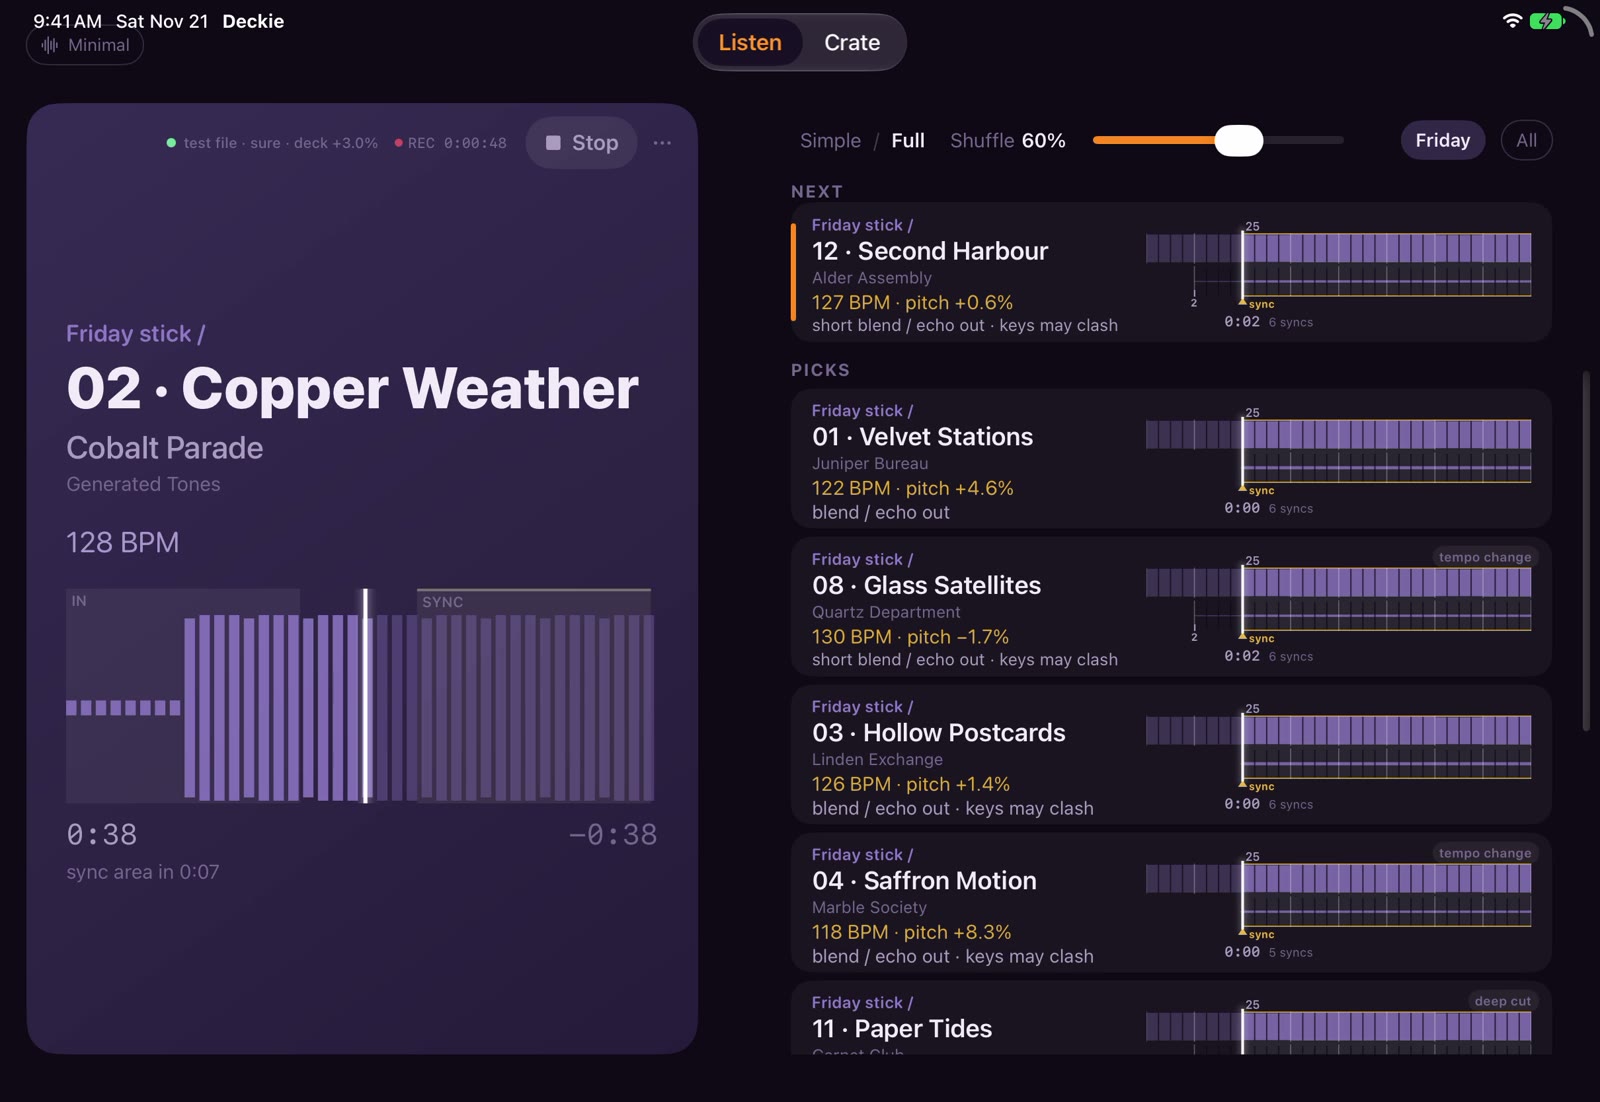 9:41 AM Sat Nov 21 Deckie
Minimal
Listen Crate
test file · sure · deck +3.0% REC 0:00:48 Stop ···
Friday stick /
02 · Copper Weather
Cobalt Parade
Generated Tones
128 BPM
IN SYNC
0:38 −0:38
sync area in 0:07
Simple / Full Shuffle 60% Friday All
NEXT
Friday stick /
12 · Second Harbour
Alder Assembly
127 BPM · pitch +0.6%
short blend / echo out · keys may clash
25
2
sync
0:02 6 syncs
PICKS
Friday stick /
01 · Velvet Stations
Juniper Bureau
122 BPM · pitch +4.6%
blend / echo out
25
sync
0:00 6 syncs
Friday stick /
08 · Glass Satellites
Quartz Department
130 BPM · pitch −1.7%
short blend / echo out · keys may clash
tempo change
25
2
sync
0:02 6 syncs
Friday stick /
03 · Hollow Postcards
Linden Exchange
126 BPM · pitch +1.4%
blend / echo out · keys may clash
25
sync
0:00 6 syncs
Friday stick /
04 · Saffron Motion
Marble Society
118 BPM · pitch +8.3%
blend / echo out · keys may clash
tempo change
25
sync
0:00 5 syncs
Friday stick /
11 · Paper Tides
deep cut
25